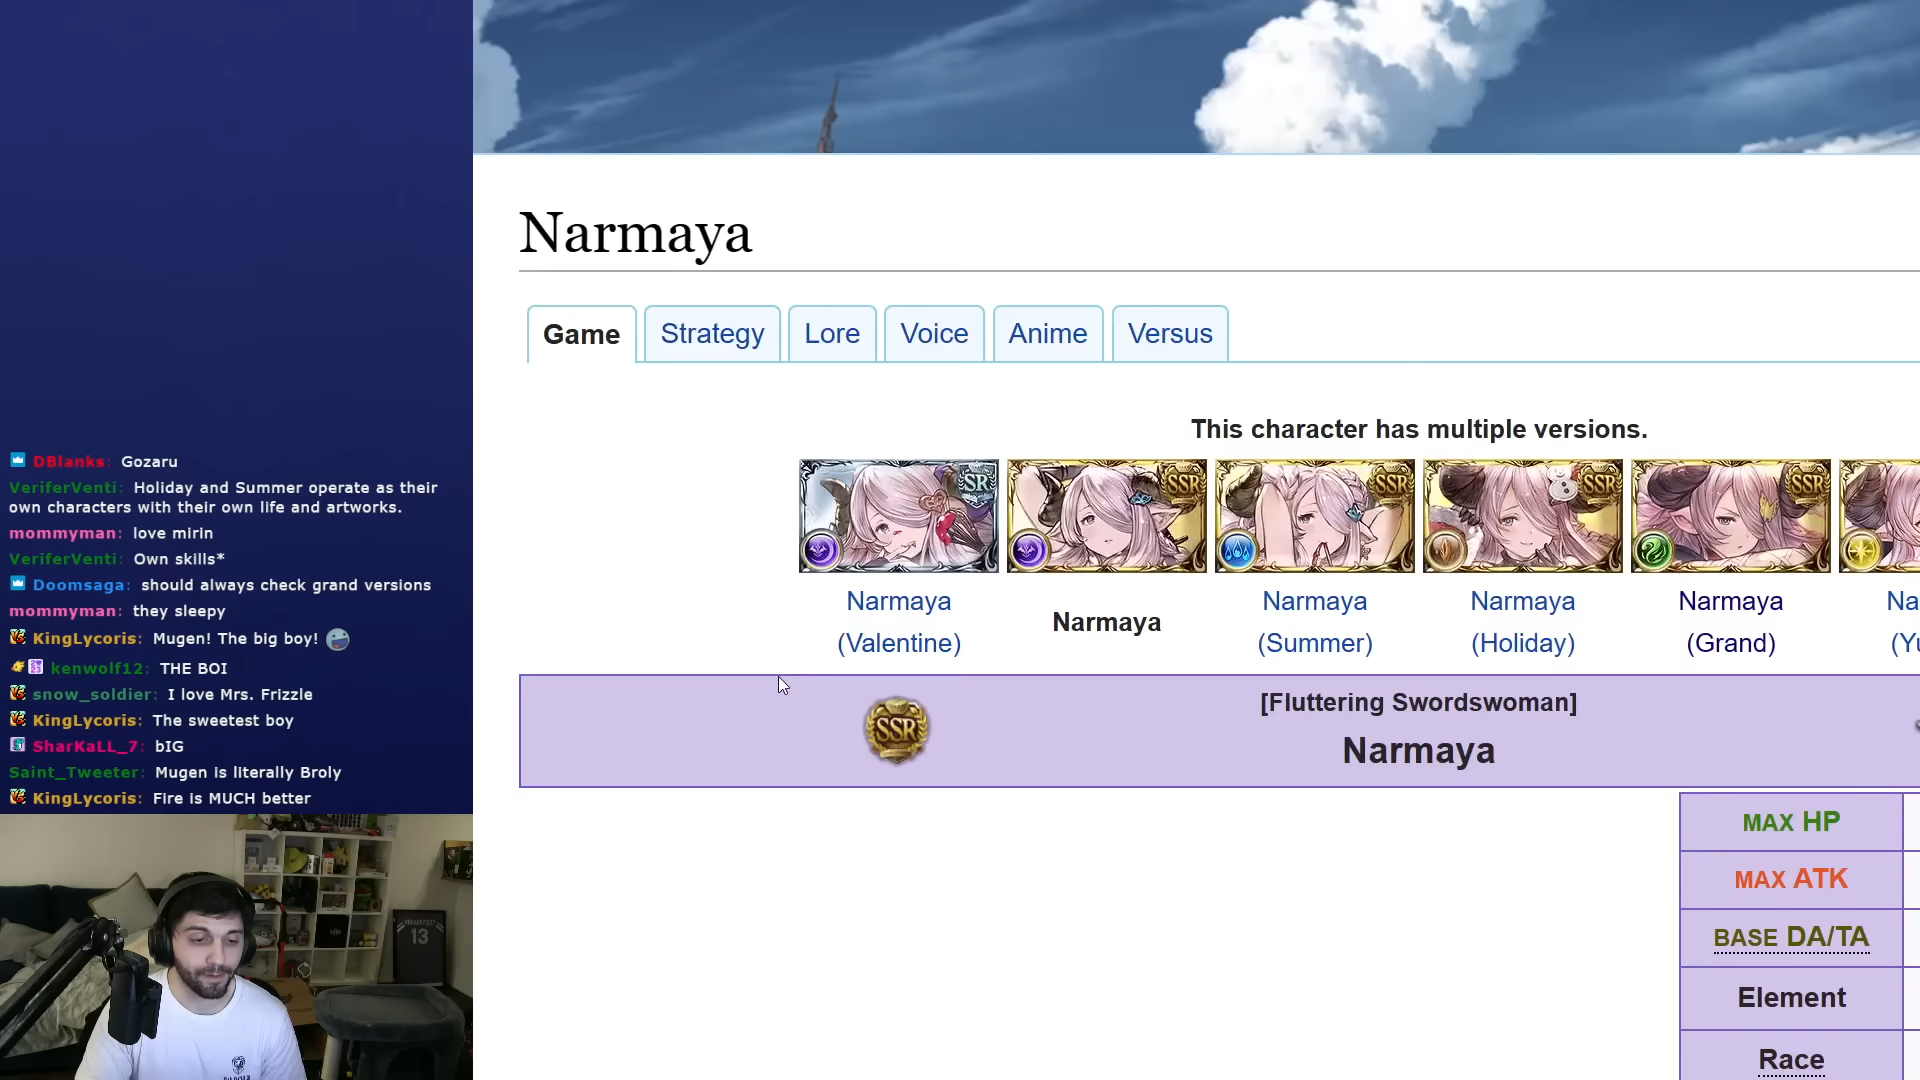 DBlanks: Gozaru
VeriferVenti: Holiday and Summer operate as their
own characters with their own life and artworks.
mommyman: love mirin
VeriferVenti: Own skills*
Doomsaga: should always check grand versions
mommyman: they sleepy
KingLycoris: Mugen! The big boy!
kenwolf12: THE BOI
snow_soldier: I love Mrs. Frizzle
KingLycoris: The sweetest boy
SharKaLL_7: bIG
Saint_Tweeter: Mugen is literally Broly
KingLycoris: Fire is MUCH better
13
Narmaya
Game Strategy Lore Voice Anime Versus
This character has multiple versions.
SR SSR SSR SSR SSR
Narmaya
(Valentine)
Narmaya
Narmaya
(Summer)
Narmaya
(Holiday)
Narmaya
(Grand)
Na
(Yu
SSR
[Fluttering Swordswoman]
Narmaya
MAX HP
MAX ATK
BASE DA/TA
Element
Race